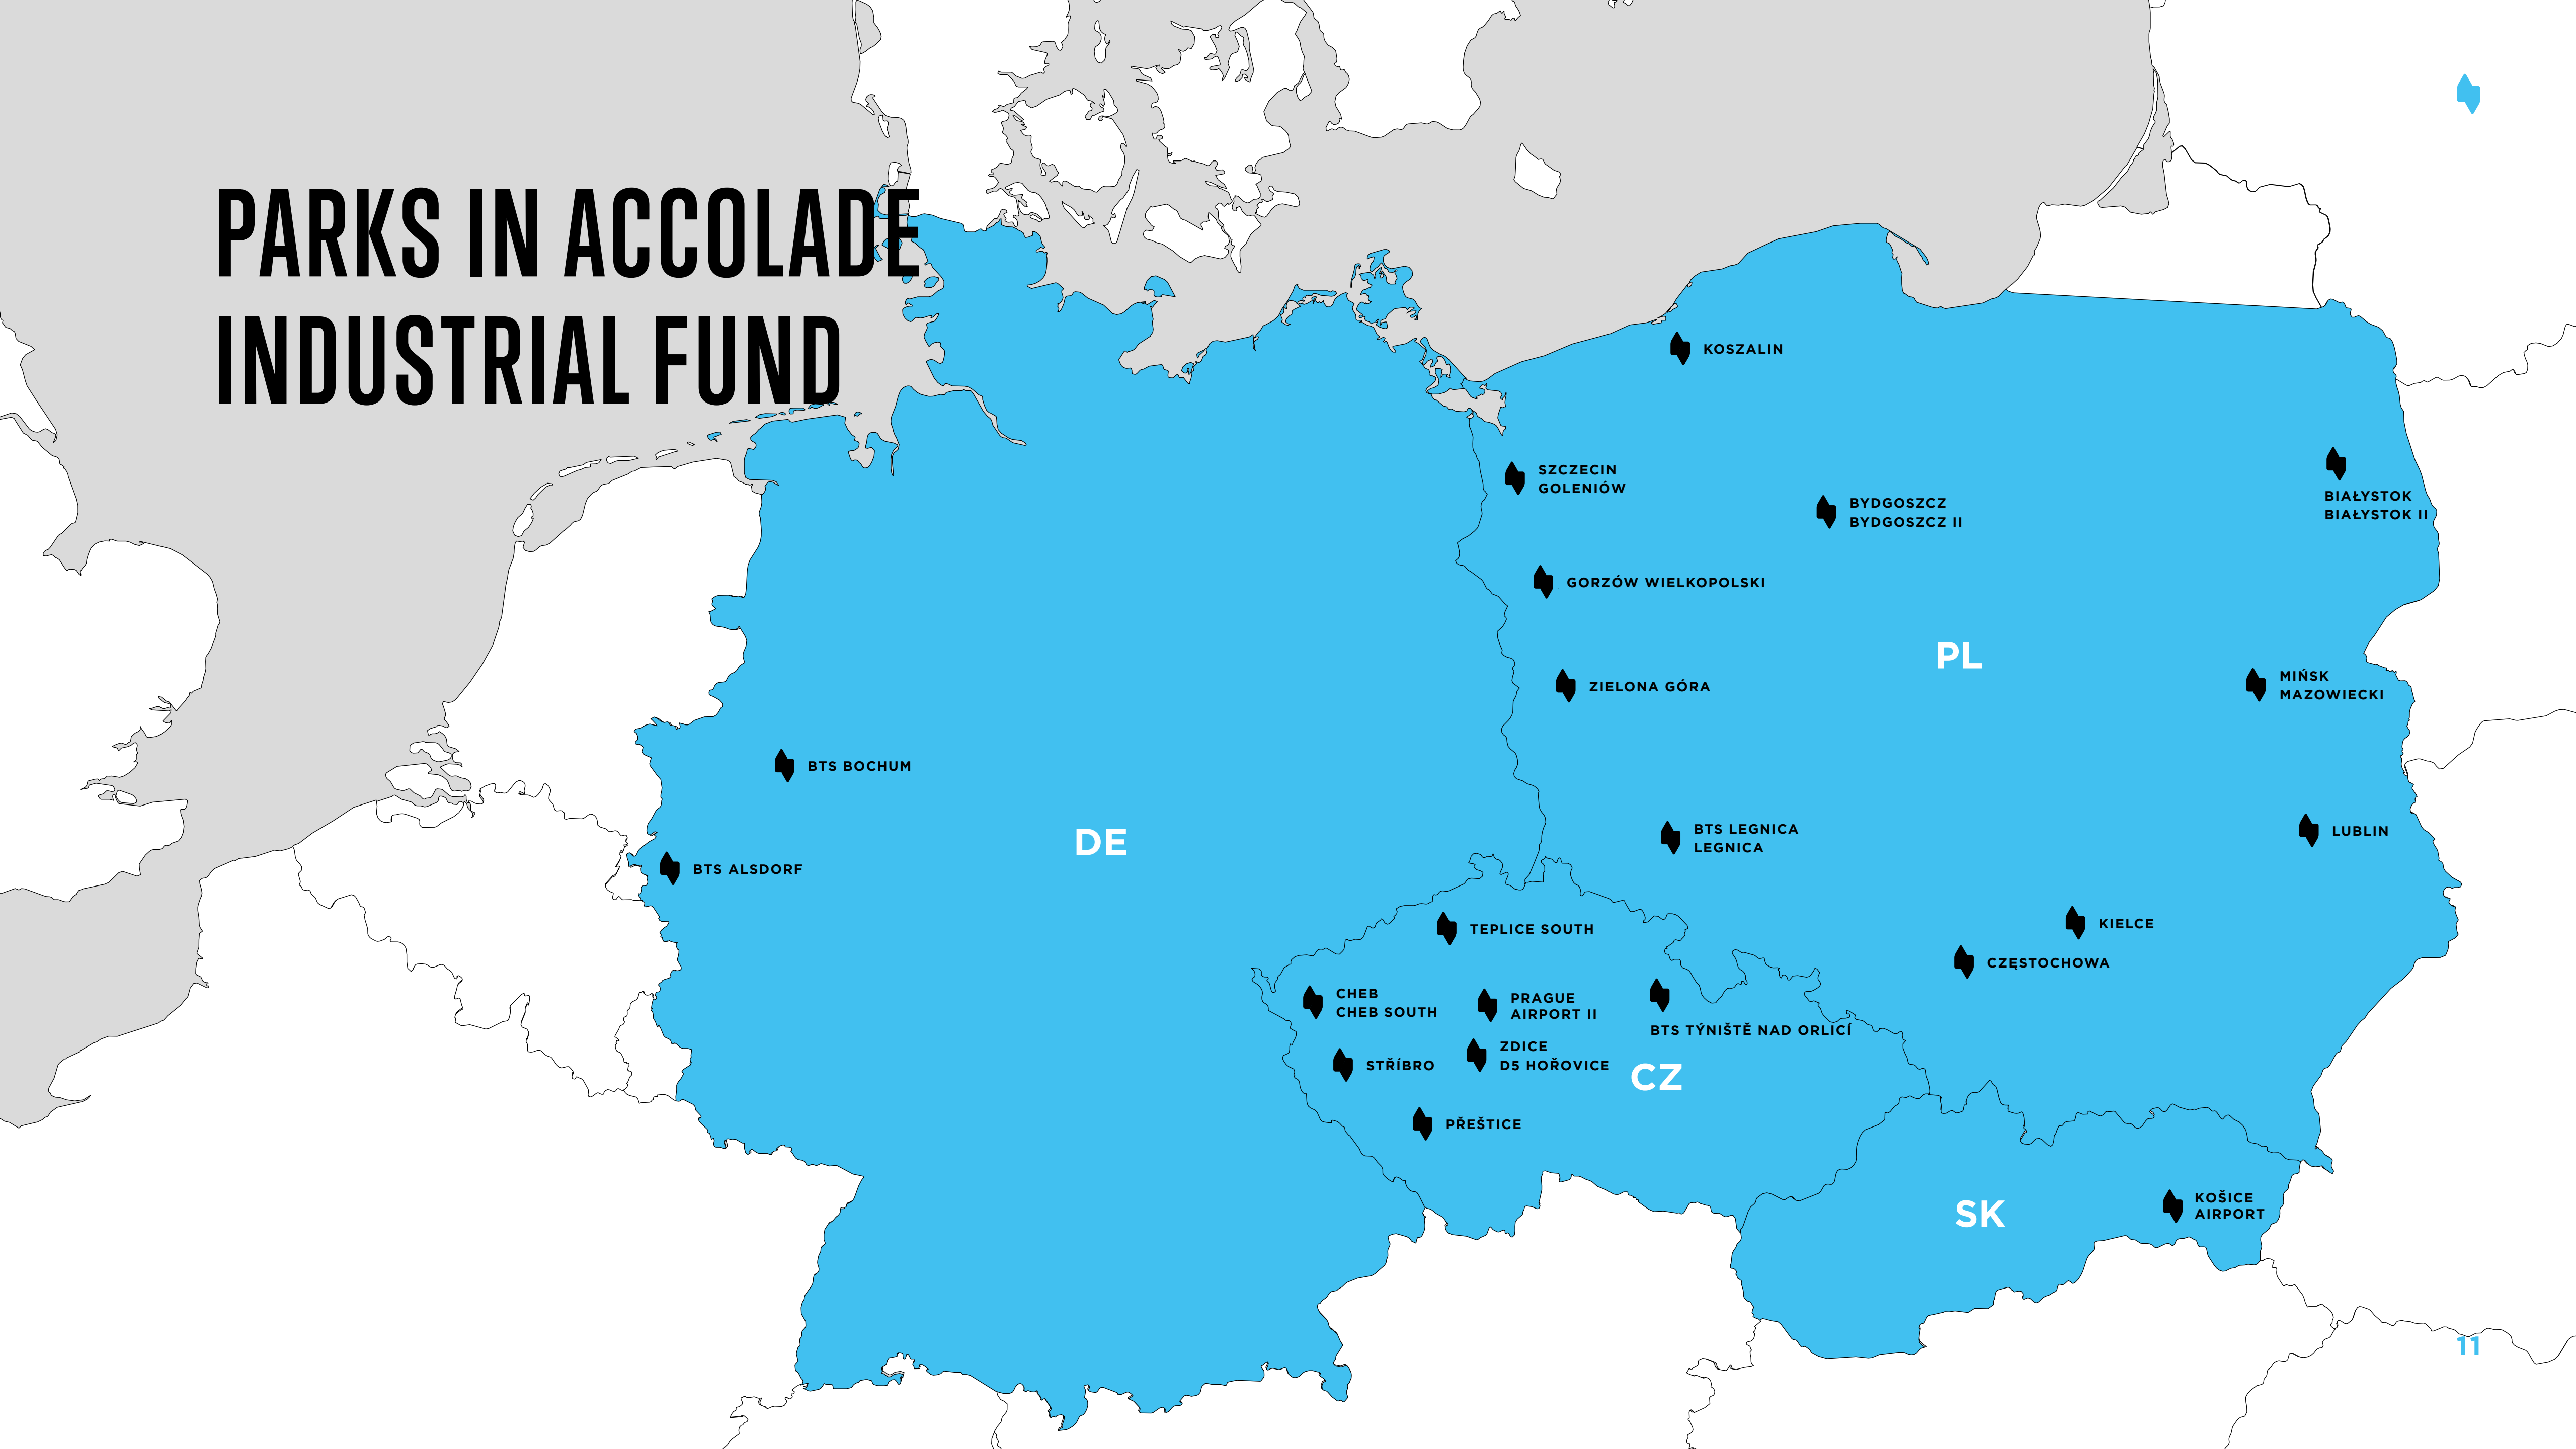 PARKS IN ACCOLADE
INDUSTRIAL FUND
KOSZALIN
SZCZECIN
GOLENIÓW
BYDGOSZCZ
BYDGOSZCZ II
BIAŁYSTOK
BIAŁYSTOK II
GORZÓW WIELKOPOLSKI
PL
ZIELONA GÓRA
MIŃSK
MAZOWIECKI
BTS BOCHUM
DE
BTS LEGNICA
LEGNICA
LUBLIN
BTS ALSDORF
TEPLICE SOUTH
KIELCE
CZĘSTOCHOWA
CHEB
CHEB SOUTH
PRAGUE
AIRPORT II
BTS TÝNIŠTĚ NAD ORLICÍ
STŘÍBRO
ZDICE
D5 HOŘOVICE
CZ
PŘEŠTICE
SK
KOŠICE
AIRPORT
11